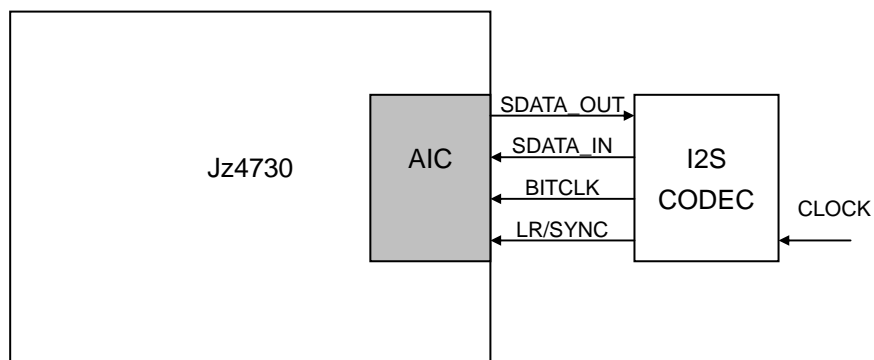 SDATA_OUT
SDATA_IN
BITCLK
LR/SYNC
Jz4730
AIC
I2S
CODEC
CLOCK